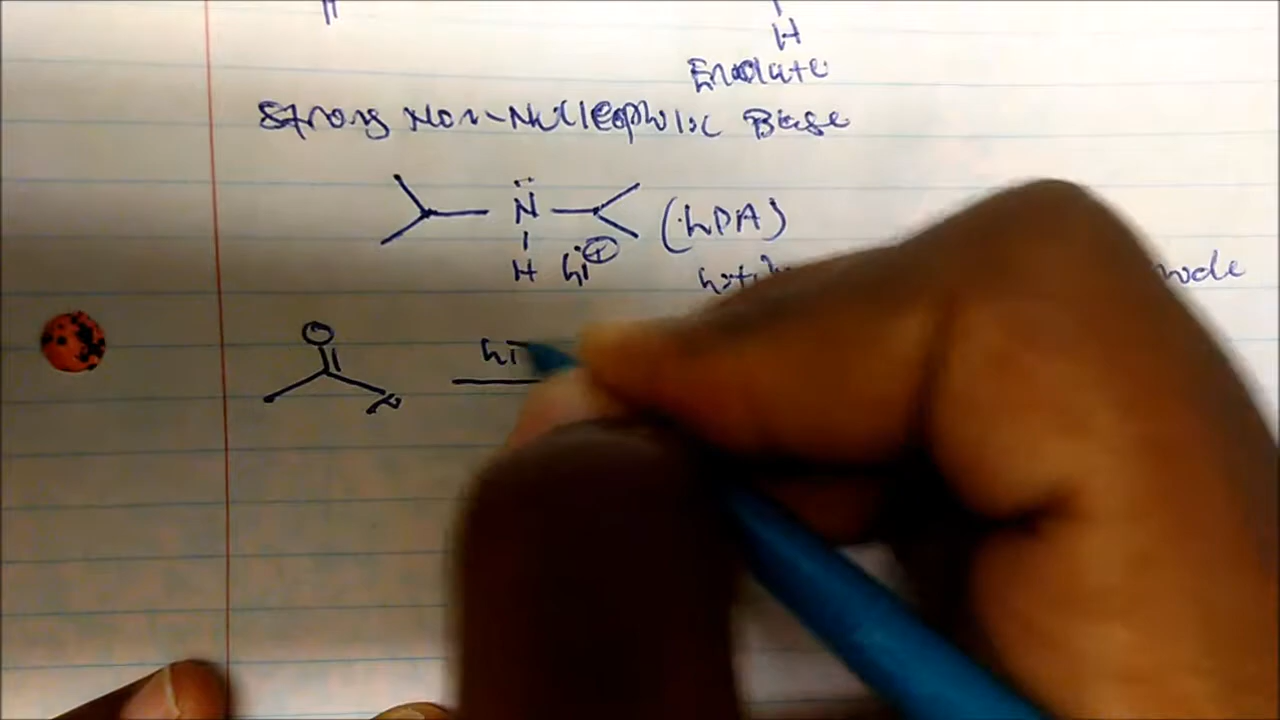 H
Enolate
Strong Non-Nucleophilic Base
N
(LDA)
H Li +
O
Li